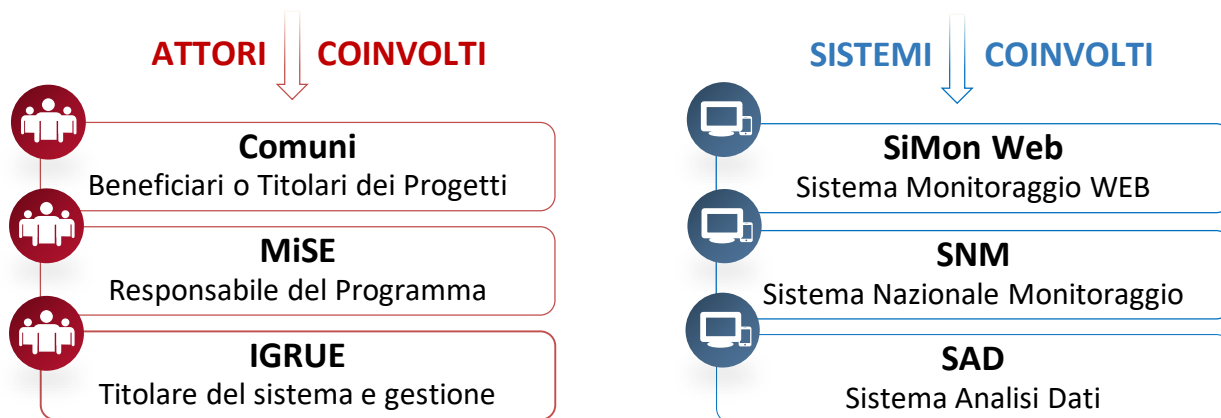 ATTORI COINVOLTI
Comuni
Beneficiari o Titolari dei Progetti
MiSE
Responsabile del Programma
IGRUE
Titolare del sistema e gestione
SISTEMI COINVOLTI
SiMon Web
Sistema Monitoraggio WEB
SNM
Sistema Nazionale Monitoraggio
SAD
Sistema Analisi Dati